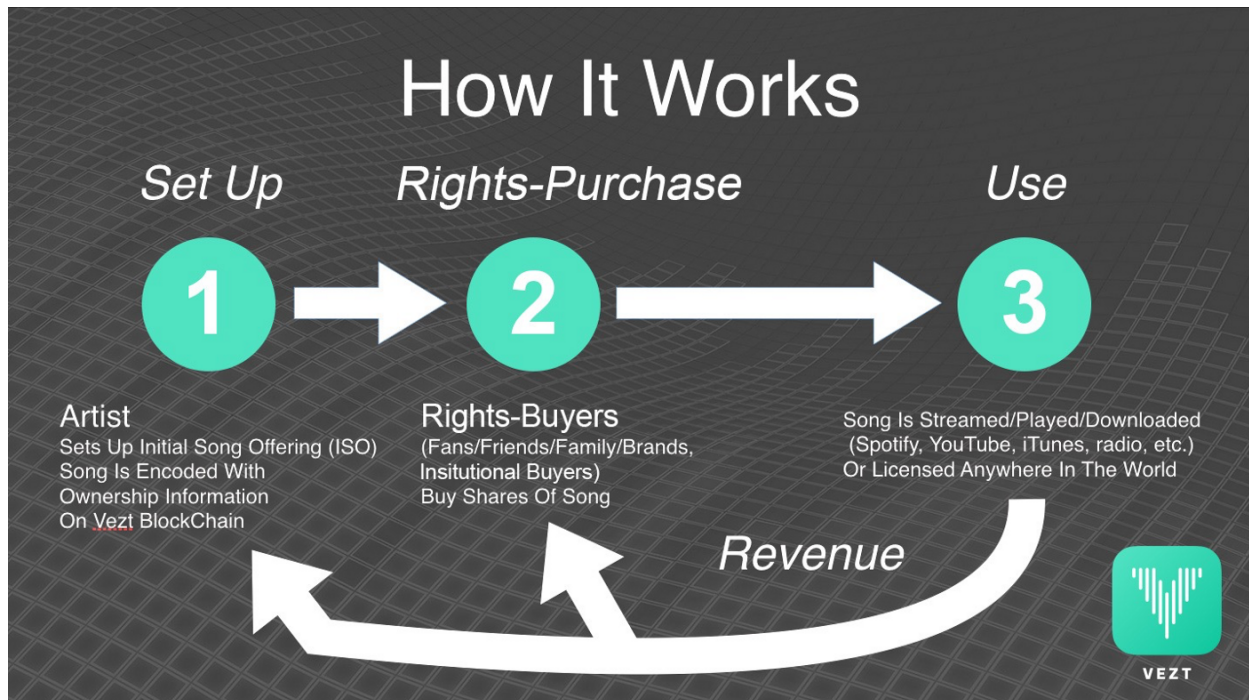 How It Works
Set Up
Rights-Purchase
Use
1
2
3
Artist
Sets Up Initial Song Offering (ISO)
Song Is Encoded With
Ownership Information
On Vezt BlockChain
Rights-Buyers
(Fans/Friends/Family/Brands,
Insitutional Buyers)
Buy Shares Of Song
Song Is Streamed/Played/Downloaded
(Spotify, YouTube, iTunes, radio, etc.)
Or Licensed Anywhere In The World
Revenue
VEZT